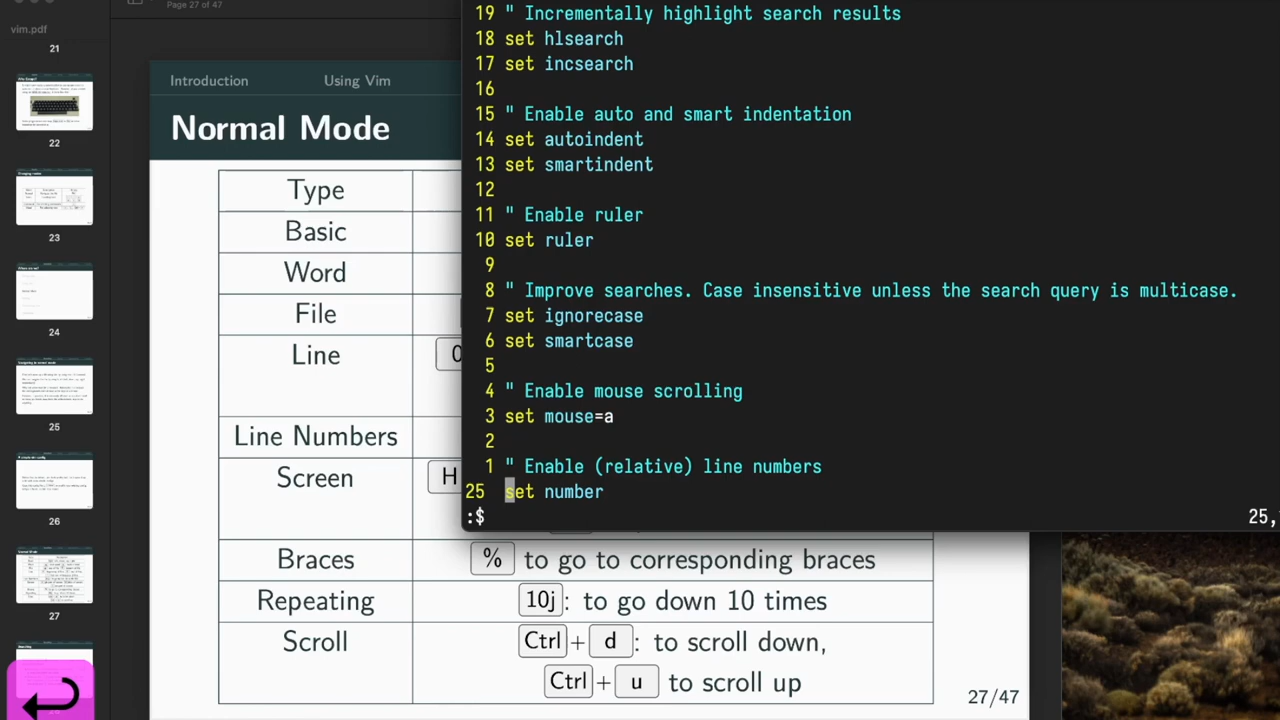 Page 27 of 47
vim.pdf
21
22
23
24
25
26
27
Introduction Using Vim
Normal Mode
Type
Basic
Word
File
Line 0
Line Numbers
Screen H
Braces % to go to corresponding braces
Repeating 10j: to go down 10 times
Scroll Ctrl + d : to scroll down,
Ctrl + u to scroll up
27/47
19 " Incrementally highlight search results
18 set hlsearch
17 set incsearch
16
15 " Enable auto and smart indentation
14 set autoindent
13 set smartindent
12
11 " Enable ruler
10 set ruler
9
8 " Improve searches. Case insensitive unless the search query is multicase.
7 set ignorecase
6 set smartcase
5
4 " Enable mouse scrolling
3 set mouse=a
2
1 " Enable (relative) line numbers
25 set number
:$ 25,